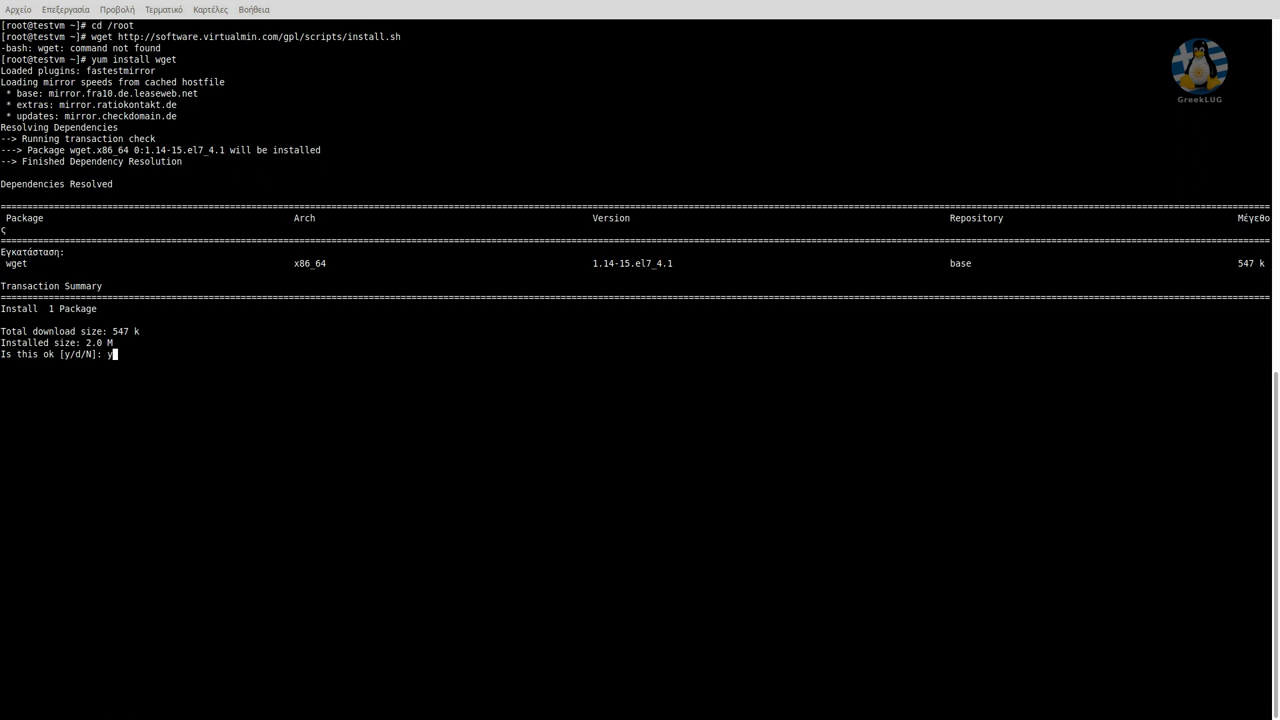 Αρχείο Επεξεργασία Προβολή Τερματικό Καρτέλες Βοήθεια
[root@testvm ~]# cd /root
[root@testvm ~]# wget http://software.virtualmin.com/gpl/scripts/install.sh
-bash: wget: command not found
[root@testvm ~]# yum install wget
Loaded plugins: fastestmirror
Loading mirror speeds from cached hostfile
 * base: mirror.fra10.de.leaseweb.net
 * extras: mirror.ratiokontakt.de
 * updates: mirror.checkdomain.de
Resolving Dependencies
--> Running transaction check
---> Package wget.x86_64 0:1.14-15.el7_4.1 will be installed
--> Finished Dependency Resolution
Dependencies Resolved
Package Arch Version Repository Μέγεθο
ς
Εγκατάσταση:
wget x86_64 1.14-15.el7_4.1 base 547 k
Transaction Summary
Install  1 Package
Total download size: 547 k
Installed size: 2.0 M
Is this ok [y/d/N]: y
GreekLUG